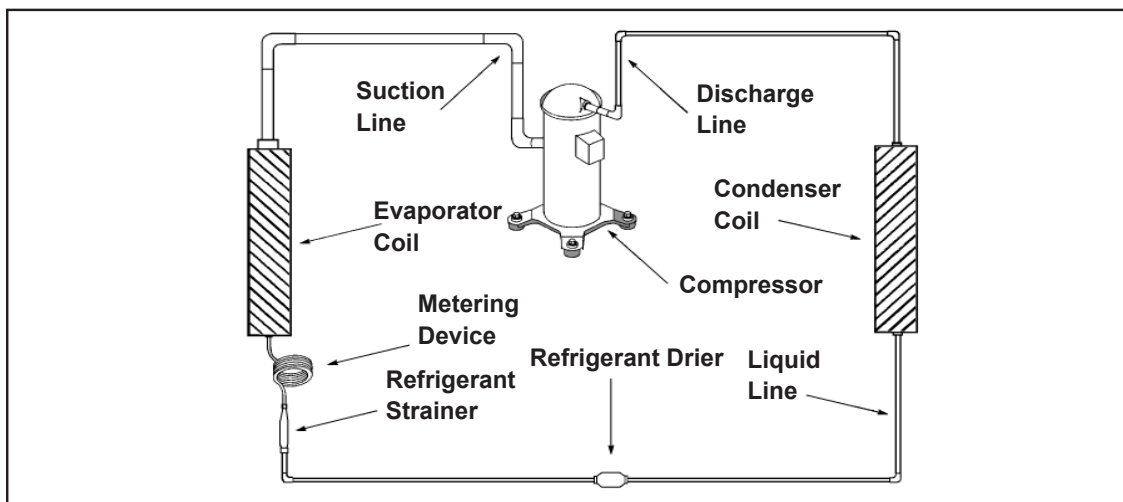 Suction
Line
Discharge
Line
Evaporator
Coil
Condenser
Coil
Compressor
Metering
Device
Refrigerant Drier
Liquid
Line
Refrigerant
Strainer